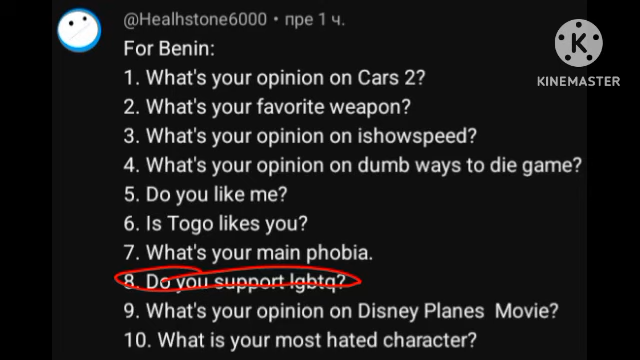 @Healhstone6000 • пре 1 ч.
For Benin:
1. What's your opinion on Cars 2?
2. What's your favorite weapon?
3. What's your opinion on ishowspeed?
4. What's your opinion on dumb ways to die game?
5. Do you like me?
6. Is Togo likes you?
7. What's your main phobia.
8. Do you support lgbtq?
9. What's your opinion on Disney Planes Movie?
10. What is your most hated character?
K
KINEMASTER